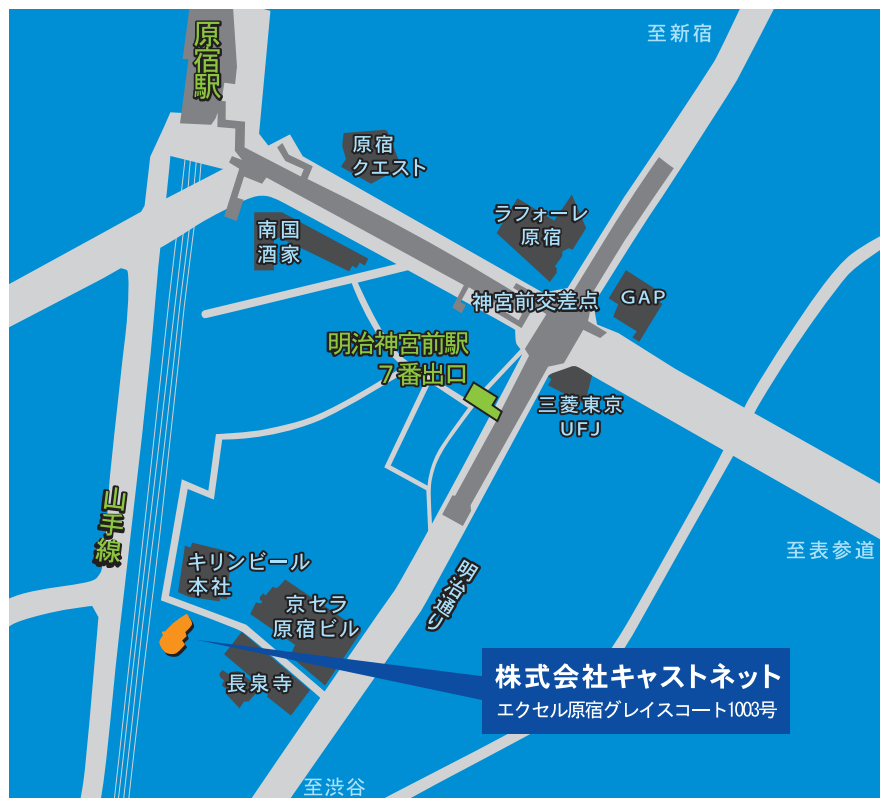 至新宿
原宿駅
原宿
クエスト
ラフォーレ
原宿
南国
酒家
神宮前交差点
GAP
明治神宮前駅
7番出口
三菱東京
UFJ
山手線
至表参道
キリンビール
本社
明治通り
京セラ
原宿ビル
長泉寺
株式会社キャストネット
エクセル原宿グレイスコート1003号
至渋谷